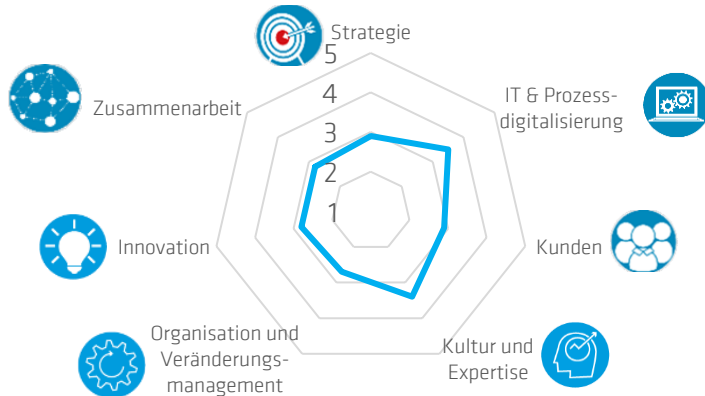 Strategie
5
4
3
2
1
IT & Prozess-
digitalisierung
Kunden
Kultur und
Expertise
Organisation und
Veränderungs-
management
Innovation
Zusammenarbeit